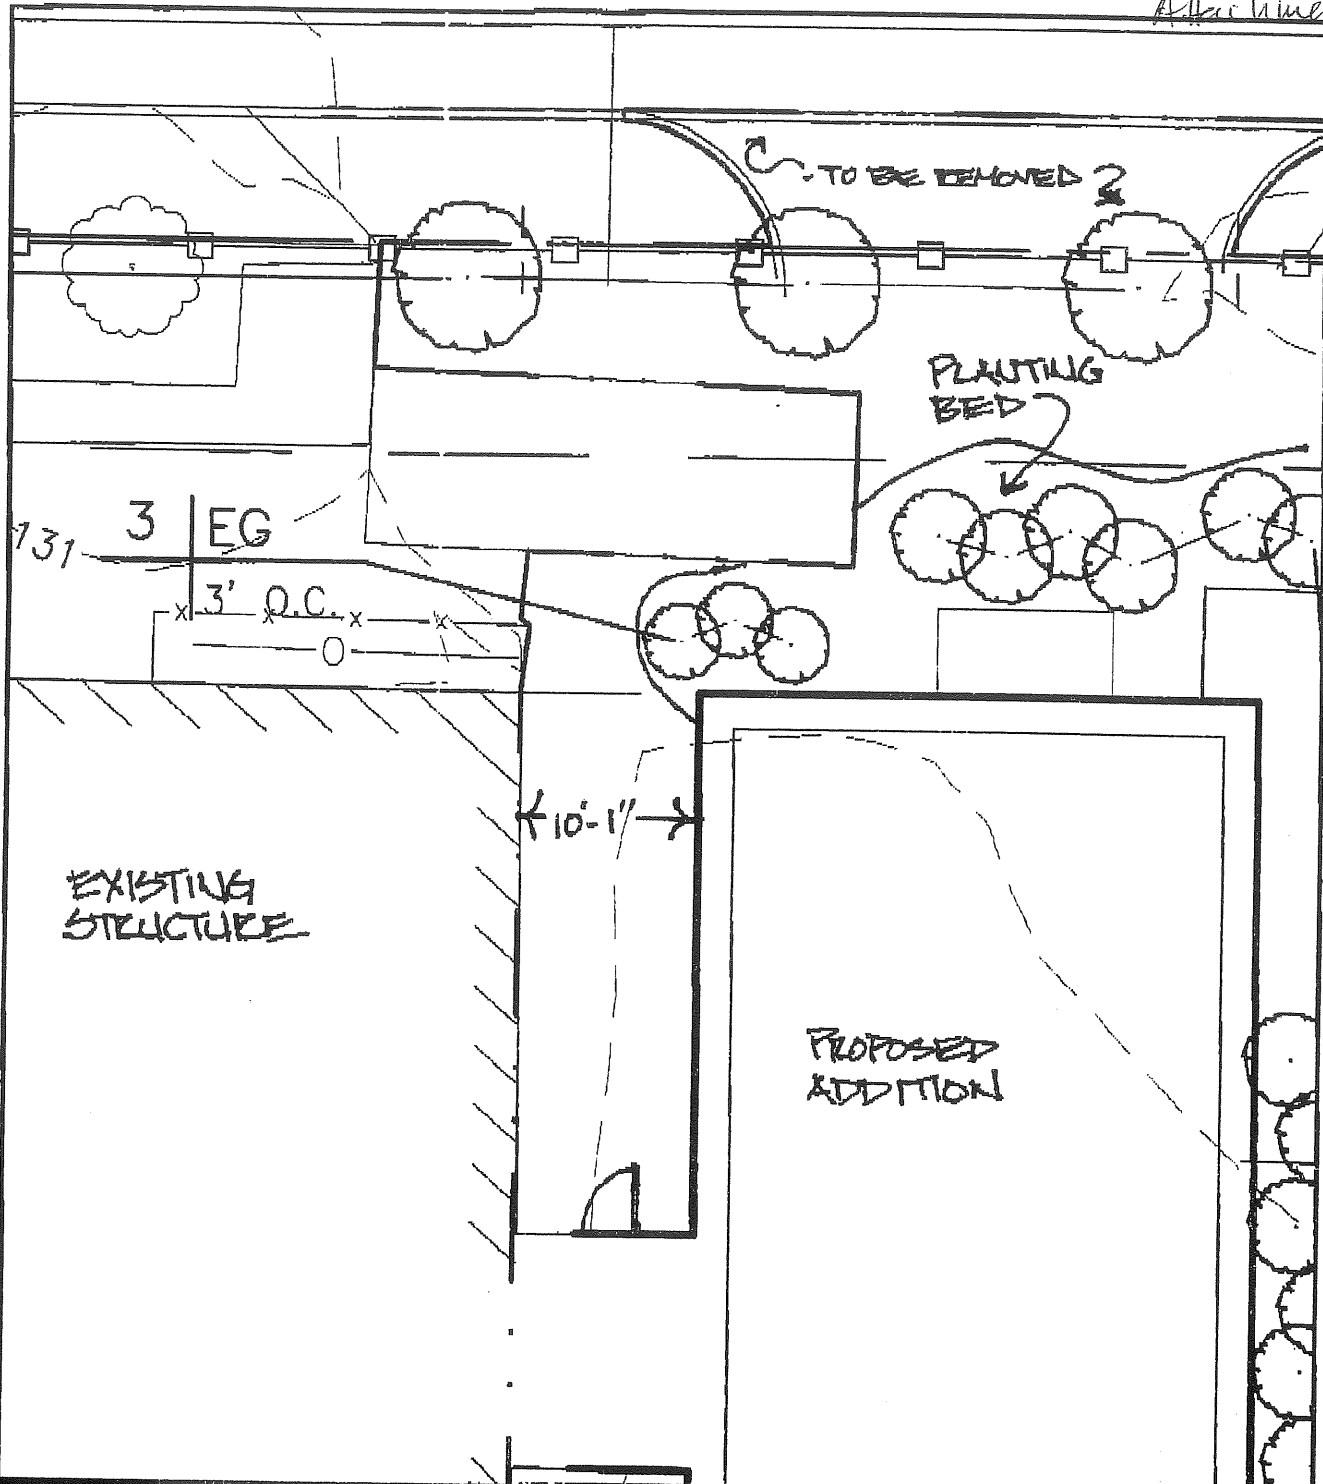 TO BE REMOVED ?
PLANTING
BED
3 EG
131
3' O.C.
O
10'-1"
EXISTING
STRUCTURE
PROPOSED
ADDITION